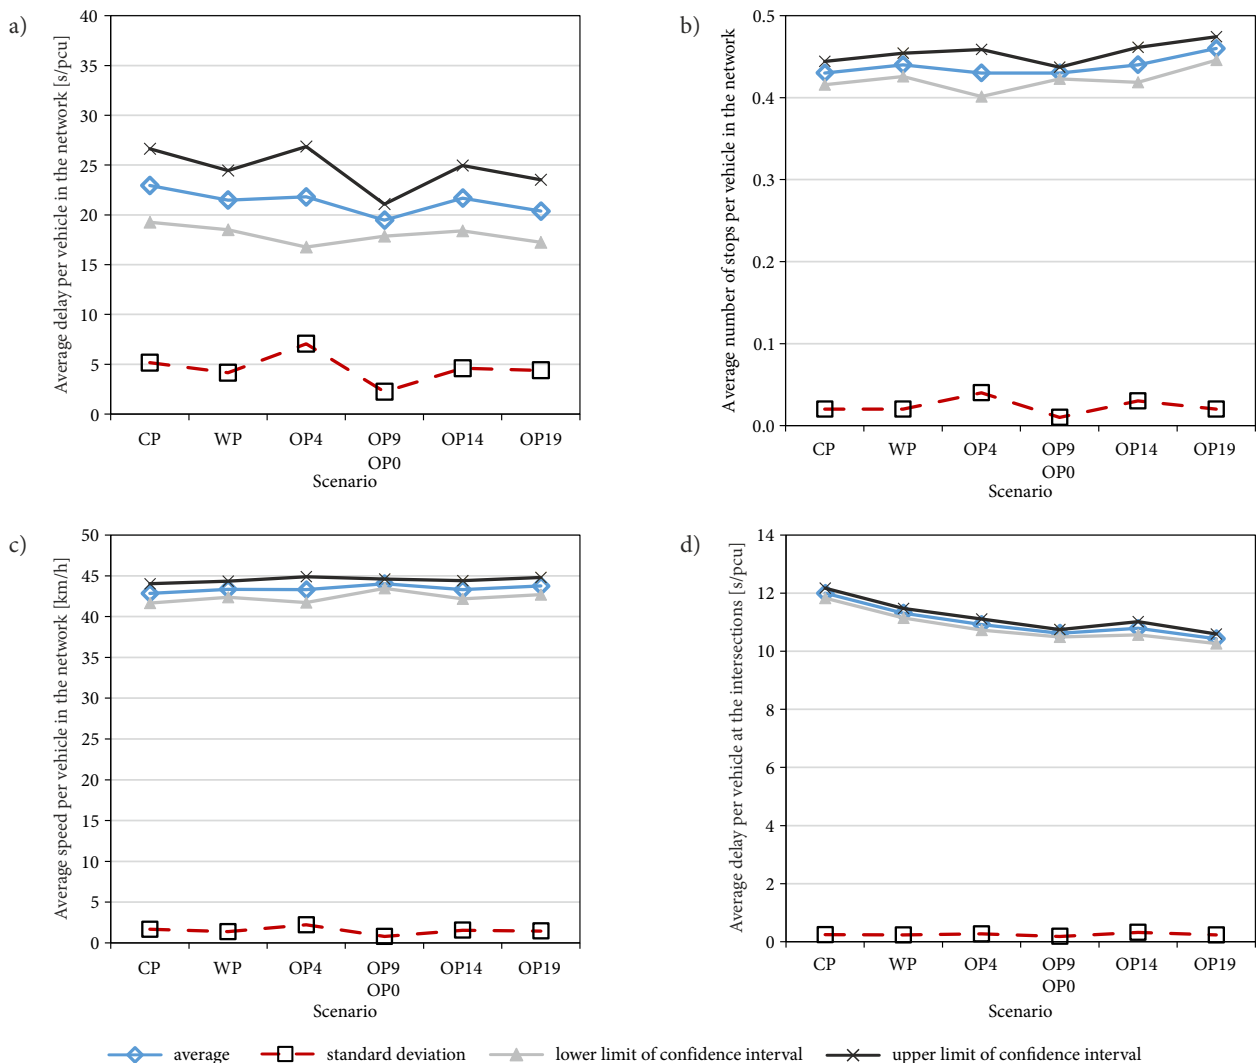 a)
Average delay per vehicle in the network [s/pcu]
40
35
30
25
20
15
10
5
0
CP WP OP4 OP9 OP14 OP19
OP0
Scenario
b)
Average number of stops per vehicle in the network
0.5
0.4
0.3
0.2
0.1
0.0
CP WP OP4 OP9 OP14 OP19
OP0
Scenario
c)
Average speed per vehicle in the network [km/h]
50
45
40
35
30
25
20
15
10
5
0
CP WP OP4 OP9 OP14 OP19
OP0
Scenario
d)
Average delay per vehicle at the intersections [s/pcu]
14
12
10
8
6
4
2
0
CP WP OP4 OP9 OP14 OP19
OP0
Scenario
average standard deviation lower limit of confidence interval upper limit of confidence interval